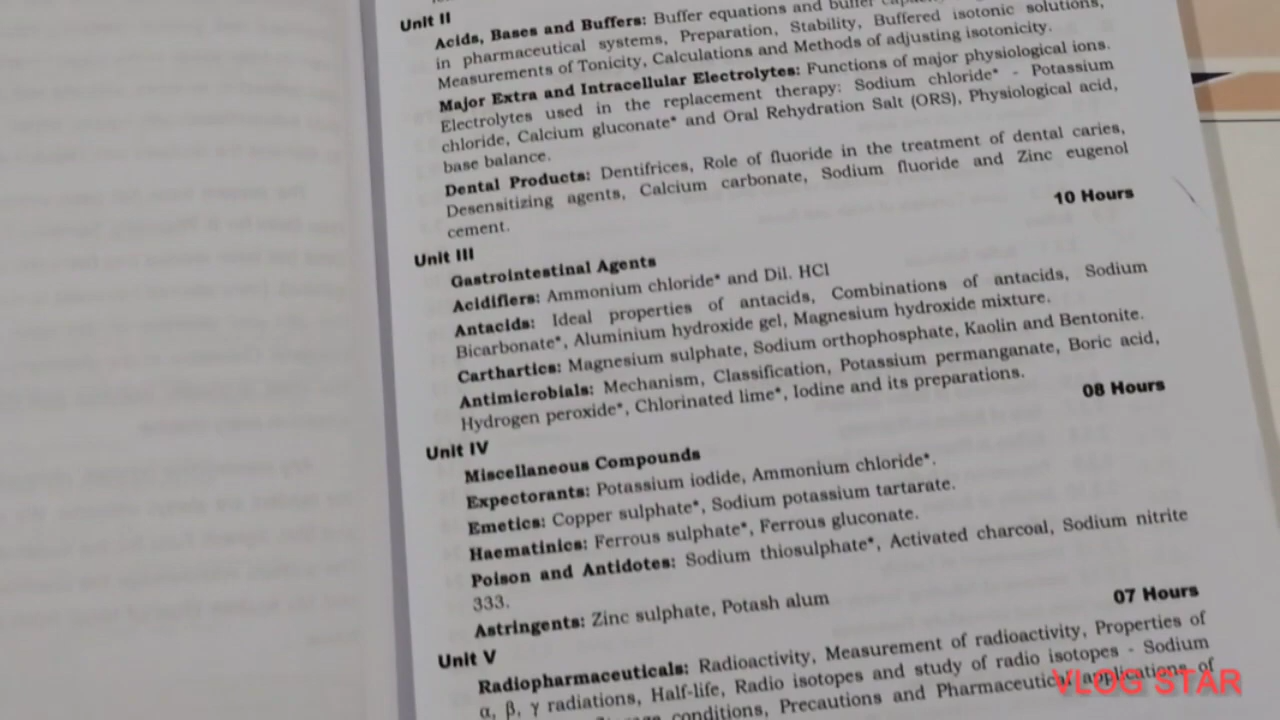 Unit II
Acids, Bases and Buffers: Buffer equations and buffer
in pharmaceutical systems, Preparation, Stability, Buffered isotonic solutions,
Measurements of Tonicity, Calculations and Methods of adjusting isotonicity.
Major Extra and Intracellular Electrolytes: Functions of major physiological ions.
Electrolytes used in the replacement therapy: Sodium chloride* - Potassium
chloride, Calcium gluconate* and Oral Rehydration Salt (ORS), Physiological acid,
base balance.
Dental Products: Dentifrices, Role of fluoride in the treatment of dental caries,
Desensitizing agents, Calcium carbonate, Sodium fluoride and Zinc eugenol
cement.
10 Hours
Unit III
Gastrointestinal Agents
Acidifiers: Ammonium chloride* and Dil. HCl
Antacids: Ideal properties of antacids, Combinations of antacids, Sodium
Bicarbonate*, Aluminium hydroxide gel, Magnesium hydroxide mixture.
Carthartics: Magnesium sulphate, Sodium orthophosphate, Kaolin and Bentonite.
Antimicrobials: Mechanism, Classification, Potassium permanganate, Boric acid,
Hydrogen peroxide*, Chlorinated lime*, Iodine and its preparations.
08 Hours
Unit IV
Miscellaneous Compounds
Expectorants: Potassium iodide, Ammonium chloride*.
Emetics: Copper sulphate*, Sodium potassium tartarate.
Haematinics: Ferrous sulphate*, Ferrous gluconate.
Poison and Antidotes: Sodium thiosulphate*, Activated charcoal, Sodium nitrite
333.
Astringents: Zinc sulphate, Potash alum
07 Hours
Unit V
Radiopharmaceuticals: Radioactivity, Measurement of radioactivity, Properties of
α, β, γ radiations, Half-life, Radio isotopes and study of radio isotopes - Sodium
conditions, Precautions and Pharmaceutical applications of
VLOG STAR